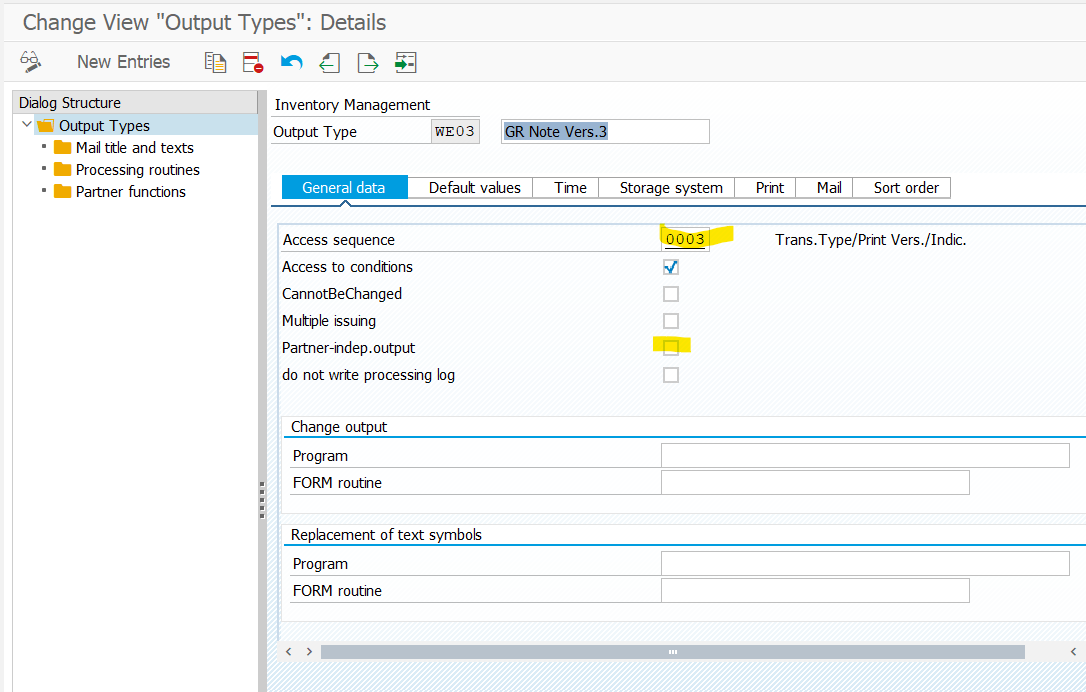 Change View "Output Types": Details
New Entries
Dialog Structure
Output Types
Mail title and texts
Processing routines
Partner functions
Inventory Management
Output Type WE03 GR Note Vers.3
General data Default values Time Storage system Print Mail Sort order
Access sequence 0003 Trans.Type/Print Vers./Indic.
Access to conditions
CannotBeChanged
Multiple issuing
Partner-indep.output
do not write processing log
Change output
Program
FORM routine
Replacement of text symbols
Program
FORM routine